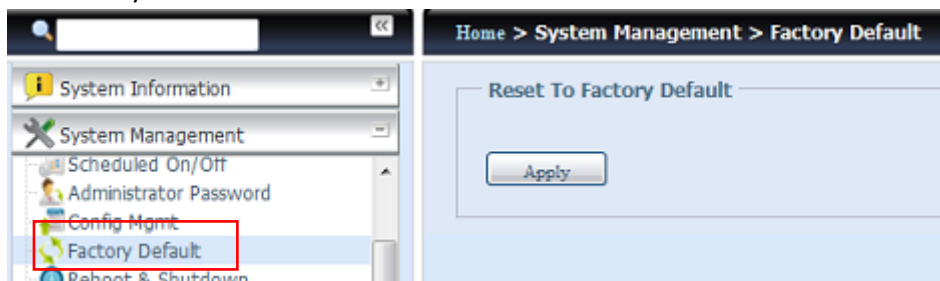 Home > System Management > Factory Default
System Information
System Management
Scheduled On/Off
Administrator Password
Config Mgmt
Factory Default
Reboot & Shutdown
Reset To Factory Default
Apply